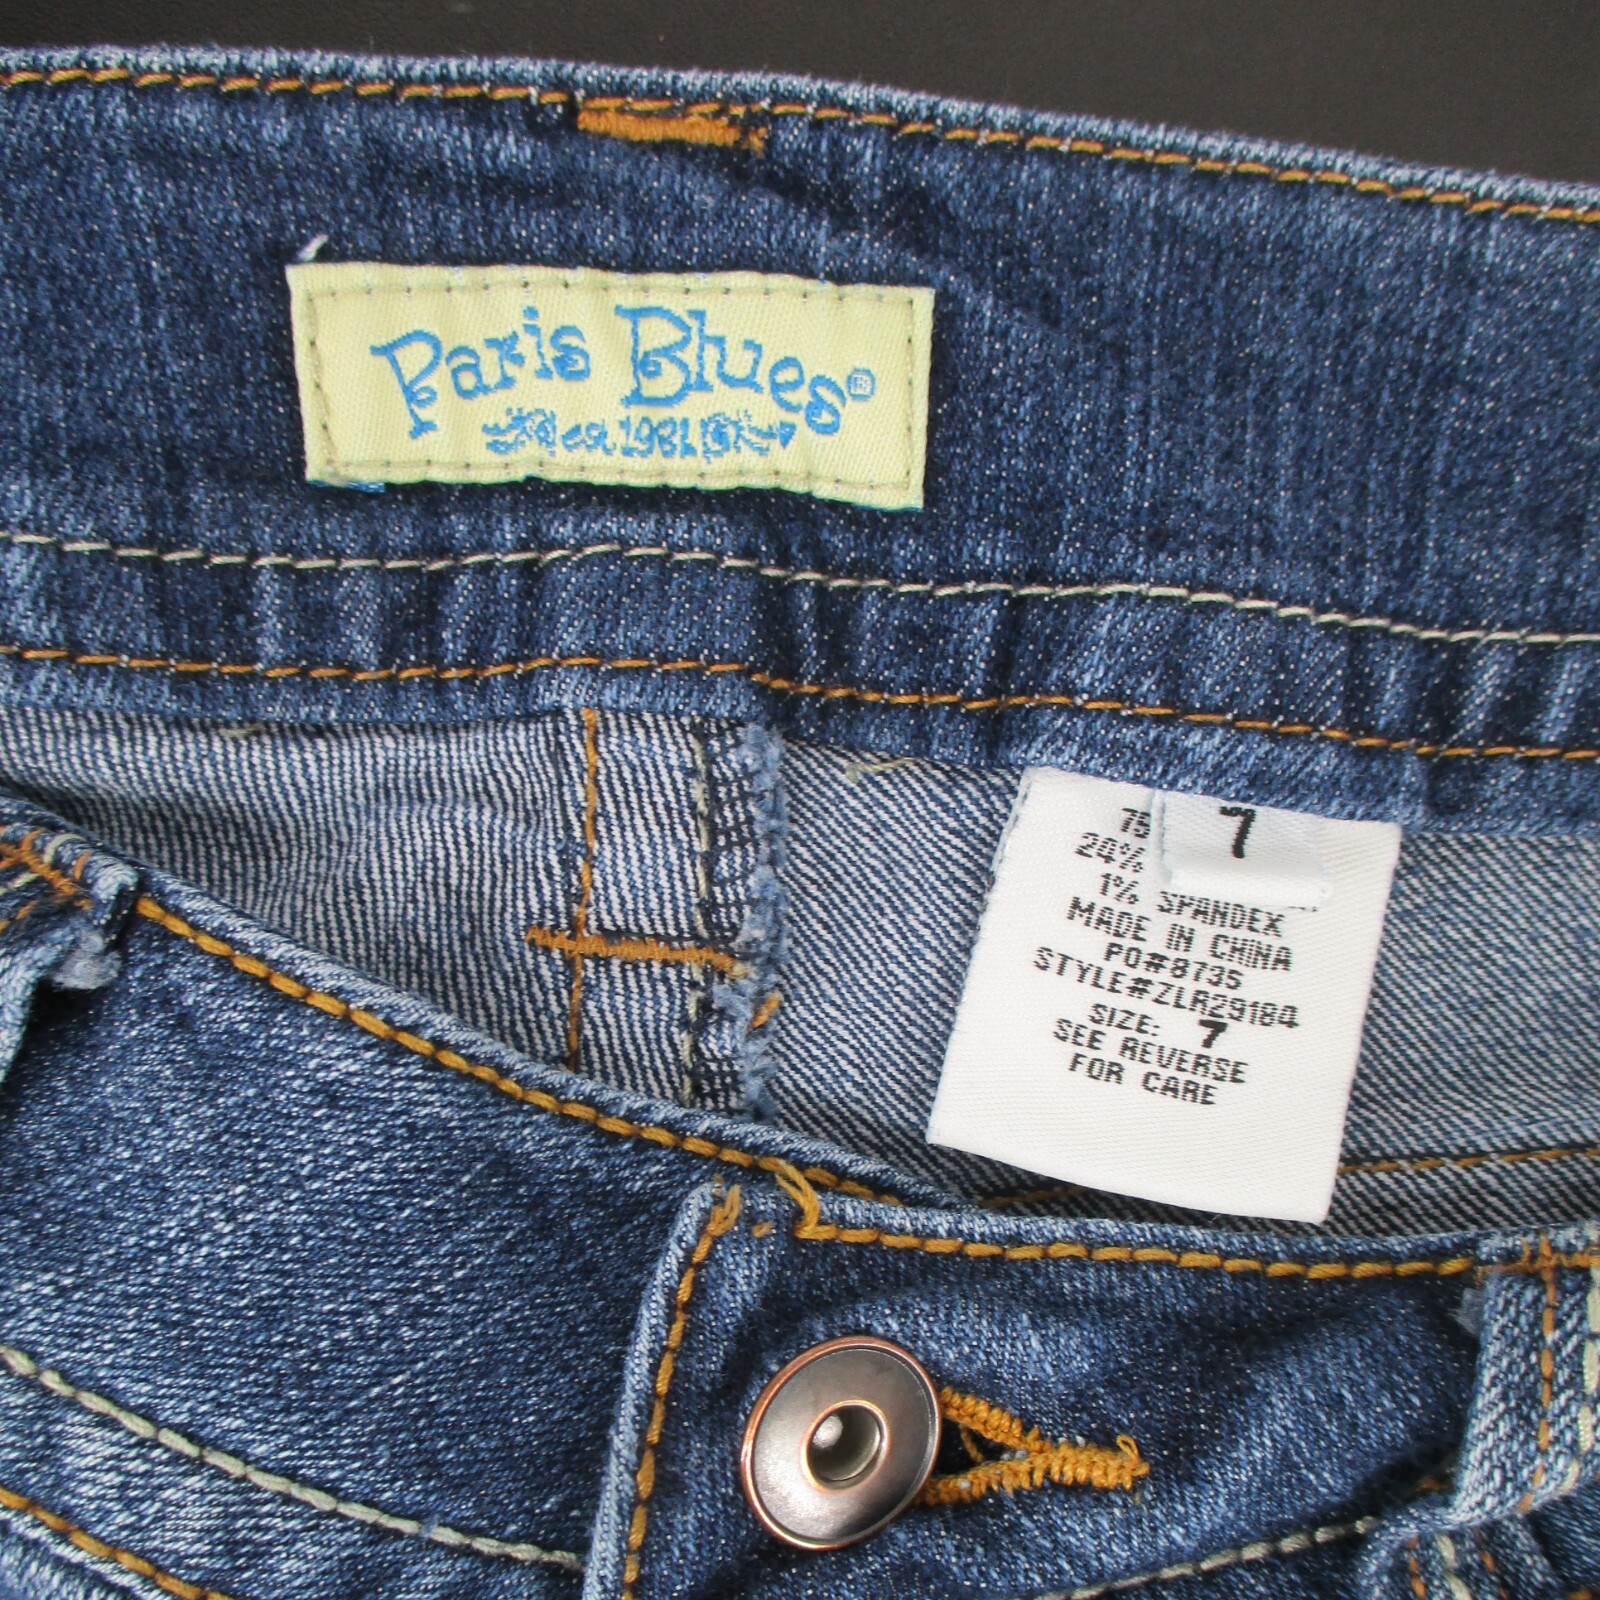 Paris Blues®
est. 1981
7
75
24%
1% SPANDEX
MADE IN CHINA
PO#8735
STYLE#ZLR29184
SIZE: 7
SEE REVERSE
FOR CARE